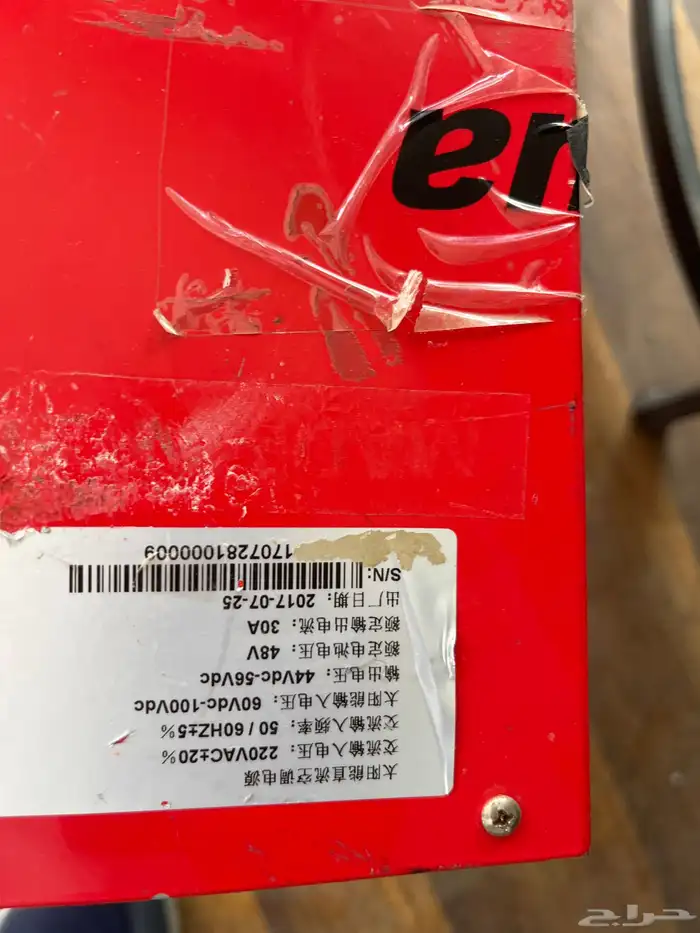 太阳能直流空调电源
交流输入电压：220VAC±20%
交流输入频率：50 / 60HZ±5%
太阳能输入电压：60Vdc-100Vdc
输出电压：44Vdc-56Vdc
额定电池电压：48V
额定输出电流：30A
出厂日期：2017-07-25
S/N:
1707281000009
حراج